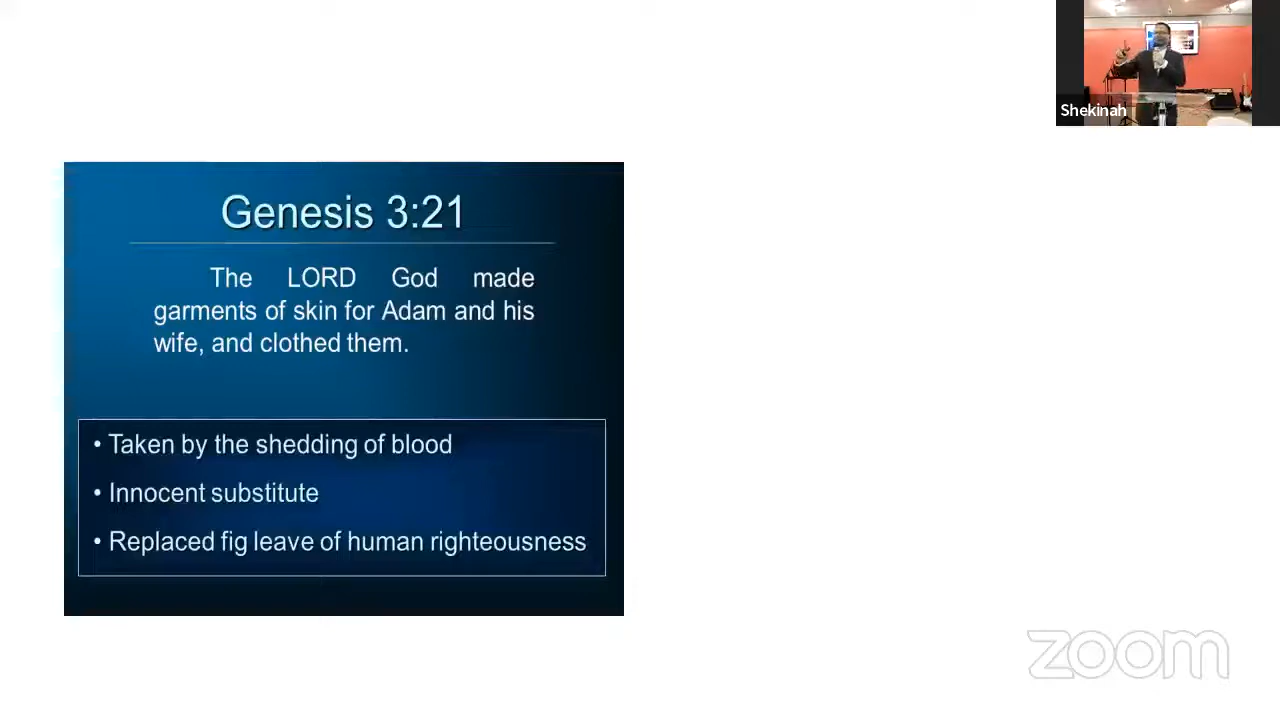 Shekinah
Genesis 3:21
The LORD God made
garments of skin for Adam and his
wife, and clothed them.
• Taken by the shedding of blood
• Innocent substitute
• Replaced fig leave of human righteousness
zoom